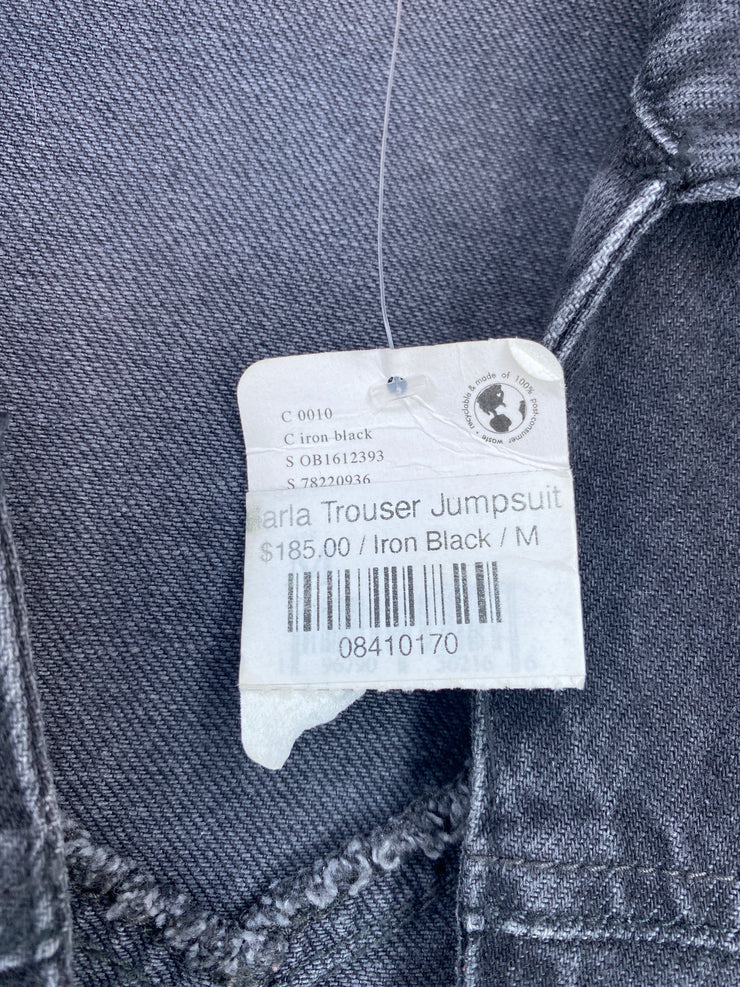 C 0010
C iron black
S OB1612393
S 78220936
recyclable & made of 100% post-consumer waste •
arla Trouser Jumpsuit
$185.00 / Iron Black / M
08410170